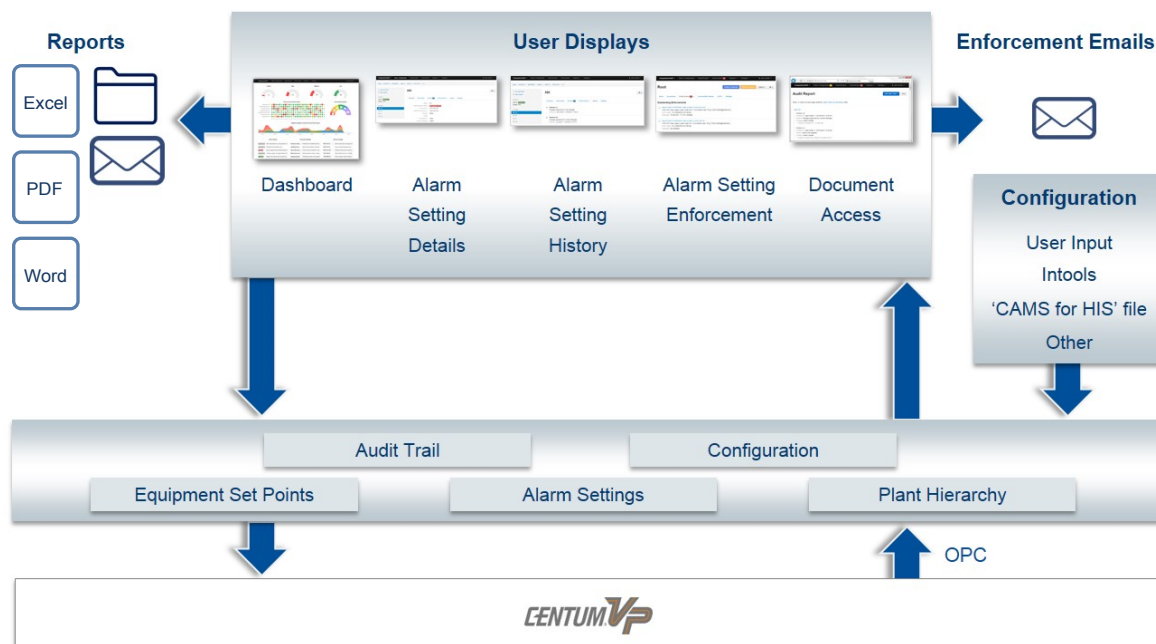 Reports
Excel
PDF
Word
User Displays
Dashboard
Alarm
Setting
Details
Alarm
Setting
History
Alarm Setting
Enforcement
Document
Access
Audit Report
Enforcement Emails
Configuration
User Input
Intools
‘CAMS for HIS’ file
Other
Audit Trail
Configuration
Equipment Set Points
Alarm Settings
Plant Hierarchy
OPC
CENTUM VP